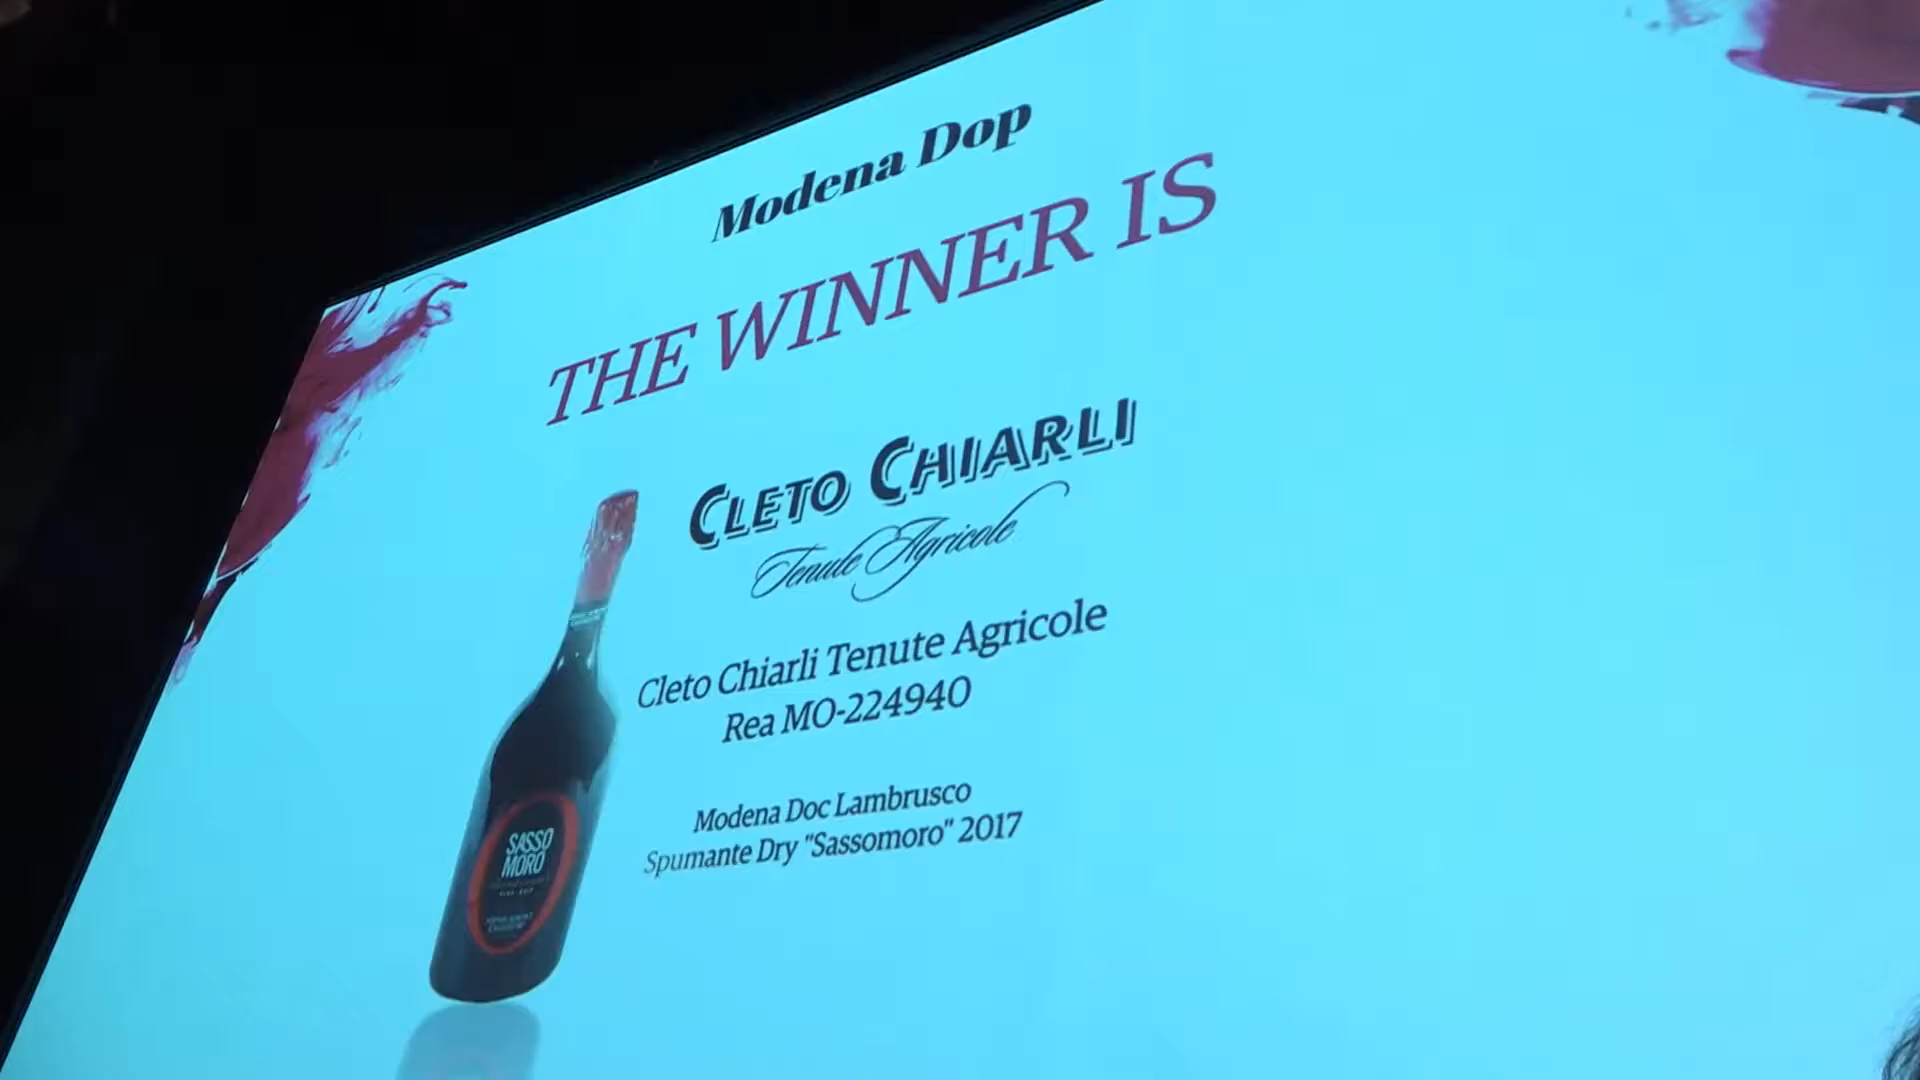 Modena Dop
THE WINNER IS
CLETO CHIARLI
Tenute Agricole
Cleto Chiarli Tenute Agricole
Rea MO-224940
Modena Doc Lambrusco
Spumante Dry "Sassomoro" 2017
SASSO
MORO